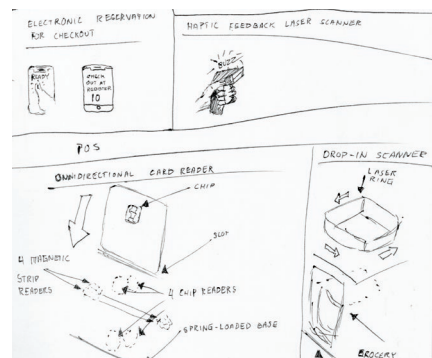 ELECTRONIC RESERVATION
FOR CHECKOUT
READY
CHECK
OUT AT
REGISTER
10
HAPTIC FEEDBACK LASER SCANNER
BUZZ
POS
OMNIDIRECTIONAL CARD READER
CHIP
SLOT
4 MAGNETIC
STRIP
READERS
4 CHIP READERS
SPRING-LOADED BASE
DROP-IN SCANNER
LASER
RING
GROCERY